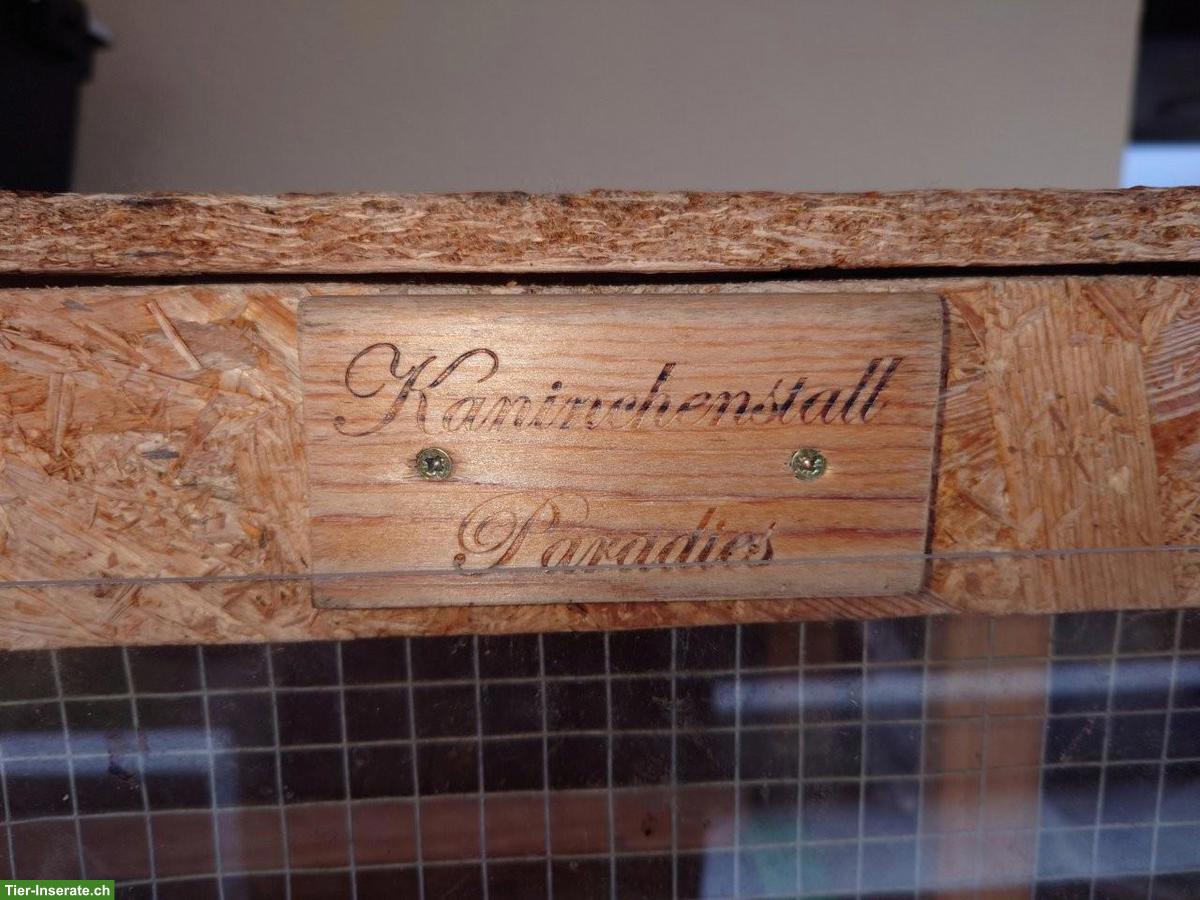 Kaninchenstall
Paradies
Tier-Inserate.ch